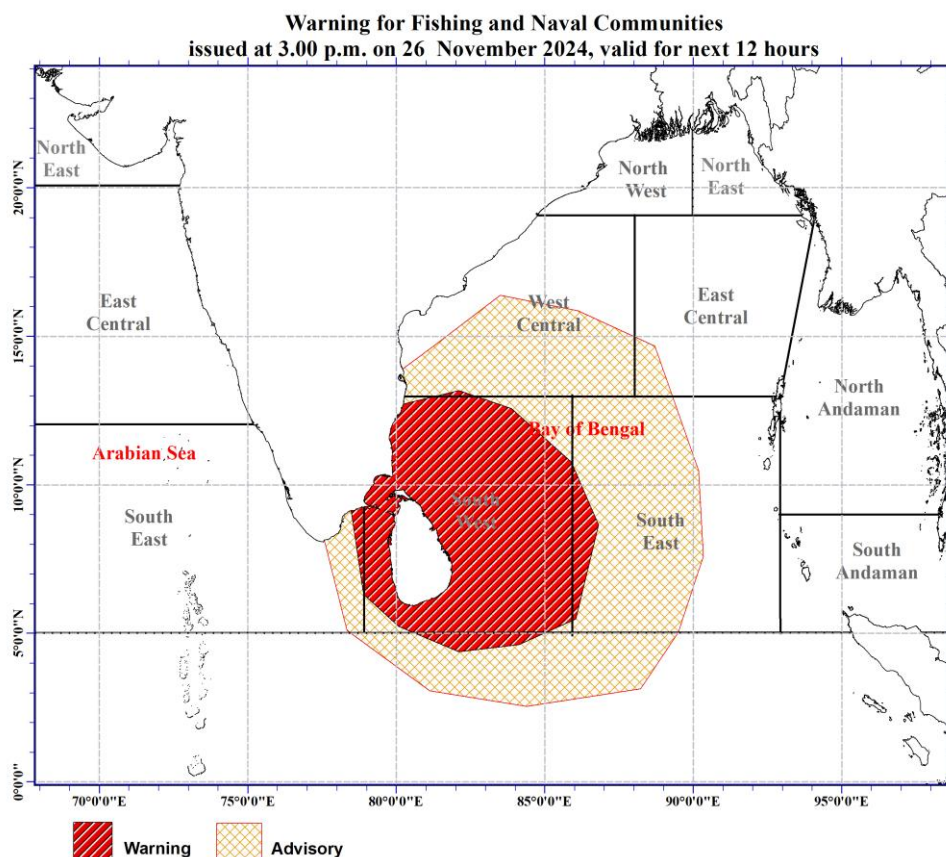 Warning for Fishing and Naval Communities
issued at 3.00 p.m. on 26 November 2024, valid for next 12 hours
North
East
North
West
North
East
20°0'0"N
East
Central
West
Central
East
Central
15°0'0"N
North
Andaman
Arabian Sea
Bay of Bengal
10°0'0"N
South
East
South
West
South
East
South
Andaman
5°0'0"N
0°0'0"
70°0'0"E
75°0'0"E
80°0'0"E
85°0'0"E
90°0'0"E
95°0'0"E
Warning
Advisory